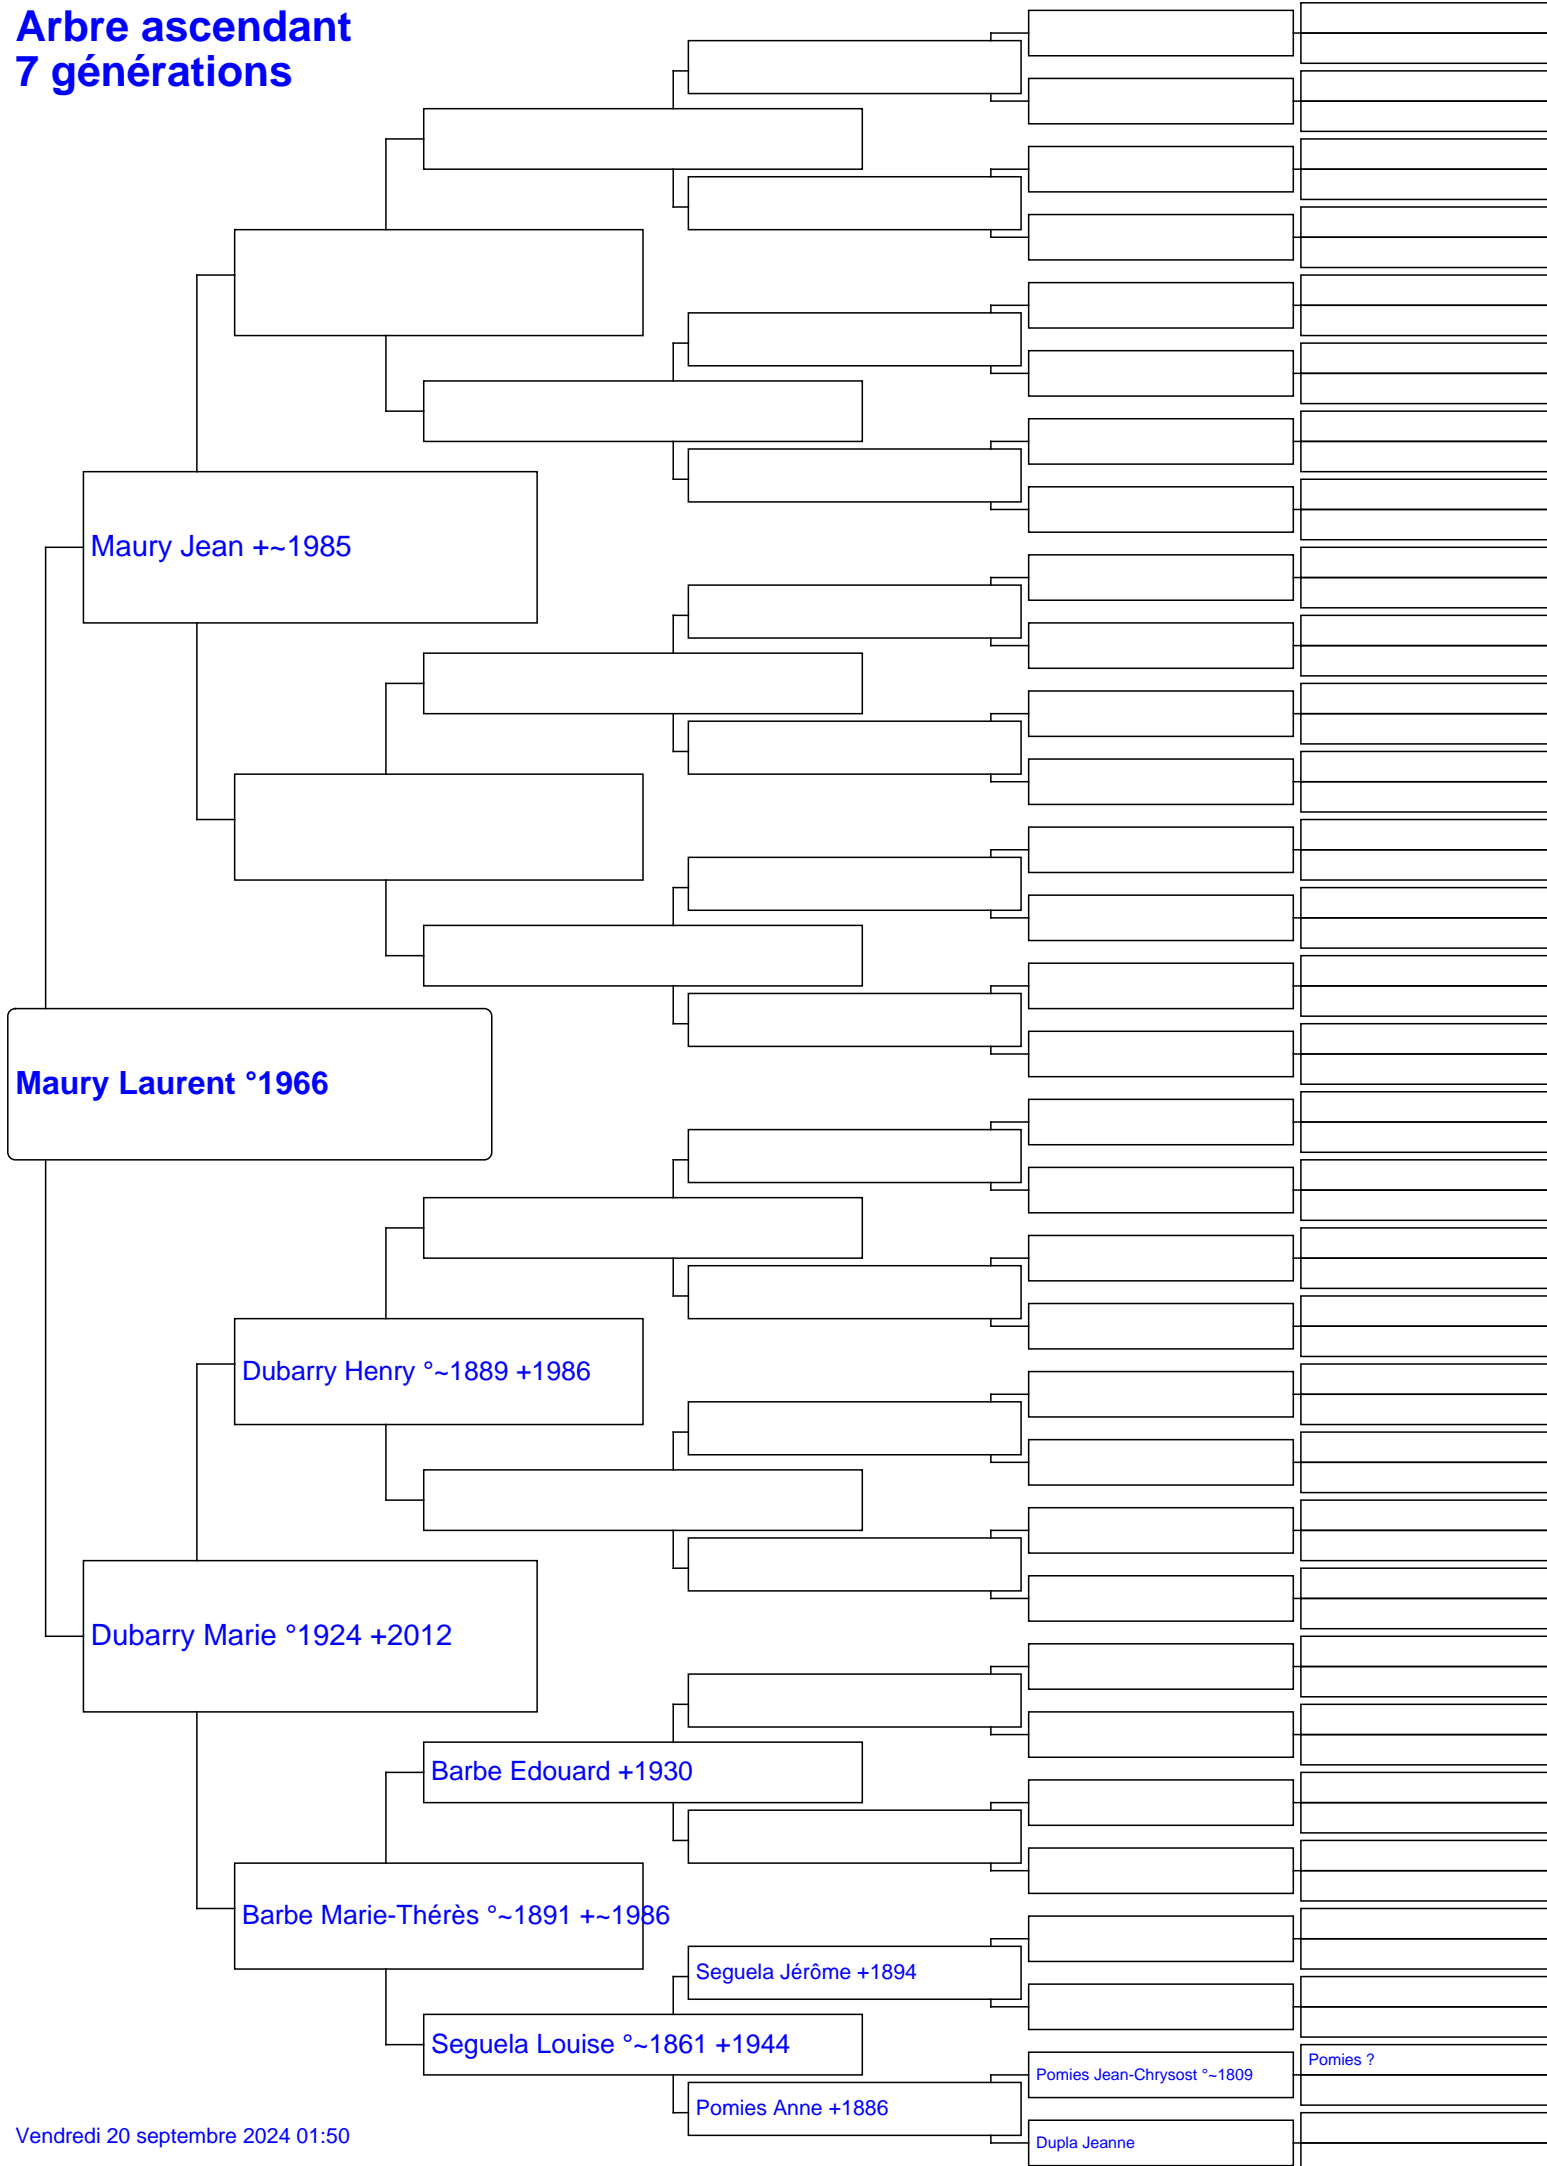 Arbre ascendant
7 générations
Maury Jean +~1985
Maury Laurent °1966
Dubarry Henry °~1889 +1986
Dubarry Marie °1924 +2012
Barbe Edouard +1930
Barbe Marie-Thérès °~1891 +~1986
Seguela Jérôme +1894
Seguela Louise °~1861 +1944
Pomies ?
Pomies Jean-Chrysost °~1809
Pomies Anne +1886
Dupla Jeanne
Vendredi 20 septembre 2024 01:50